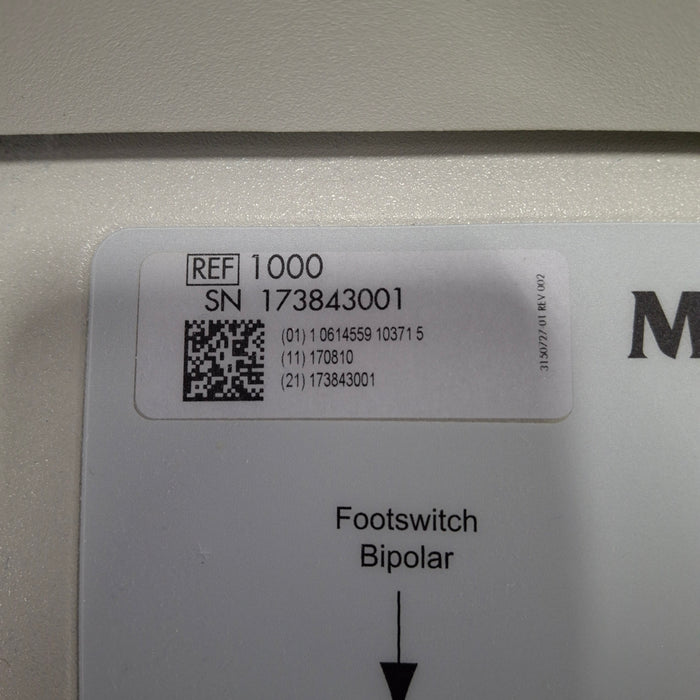 REF 1000
SN 173843001
(01) 1 0614559 10371 5
(11) 170810
(21) 173843001
3150727-01 REV 002
M
Footswitch
Bipolar